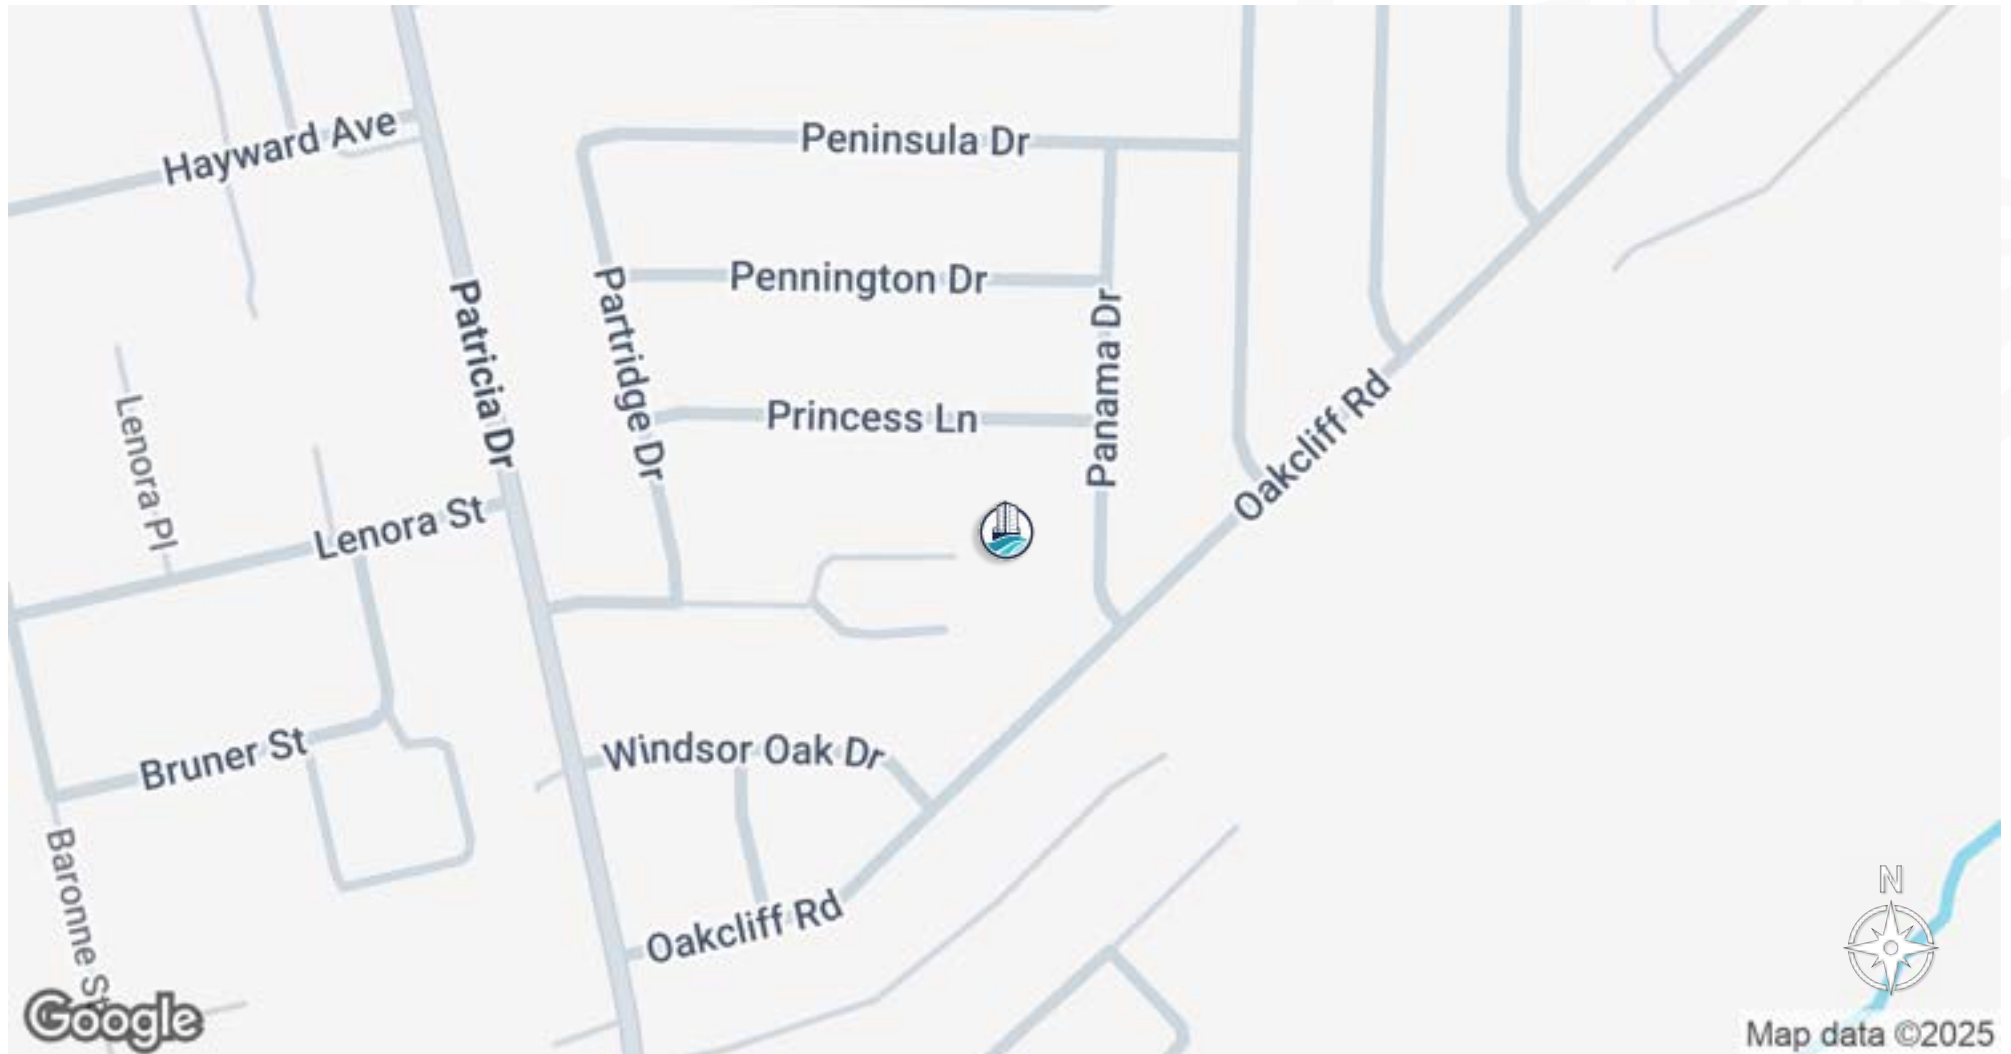 Hayward Ave
Peninsula Dr
Pennington Dr
Partridge Dr
Patricia Dr
Panama Dr
Princess Ln
Oakcliff Rd
Lenora Pl
Lenora St
Bruner St
Windsor Oak Dr
Baronne St
Oakcliff Rd
N
Google
Map data ©2025